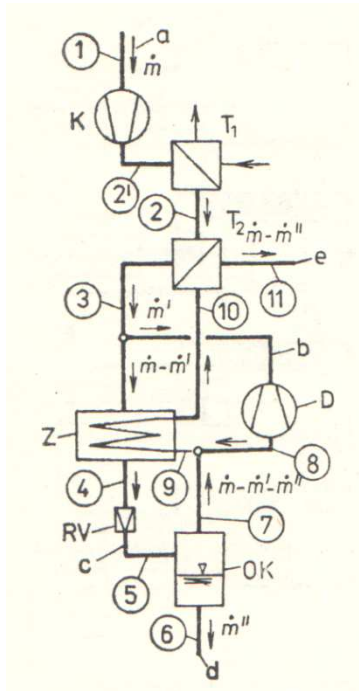 1
a
ṁ
K
T₁
2'
2
T₂
ṁ-ṁ"
e
3
ṁ'
10
11
b
ṁ-ṁ'
D
Z
4
9
8
RV
ṁ-ṁ'-ṁ"
7
c
5
OK
6
ṁ"
d